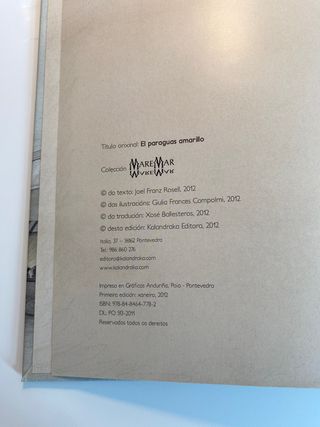 Título orixinal: El paraguas amarillo
Colección MAREMAR
© do texto: Joel Franz Rosell, 2012
© das ilustracións: Giulia Frances Campolmi, 2012
© da tradución: Xosé Ballesteros, 2012
© desta edición: Kalandraka Editora, 2012
Italia, 37 - 36162 Pontevedra
Tel.: 986 860 276
editora@kalandraka.com
www.kalandraka.com
Impreso en Gráficas Anduriña, Poio - Pontevedra
Primeira edición: xaneiro, 2012
ISBN: 978-84-8464-778-2
DL: PO 513-2011
Reservados todos os dereitos